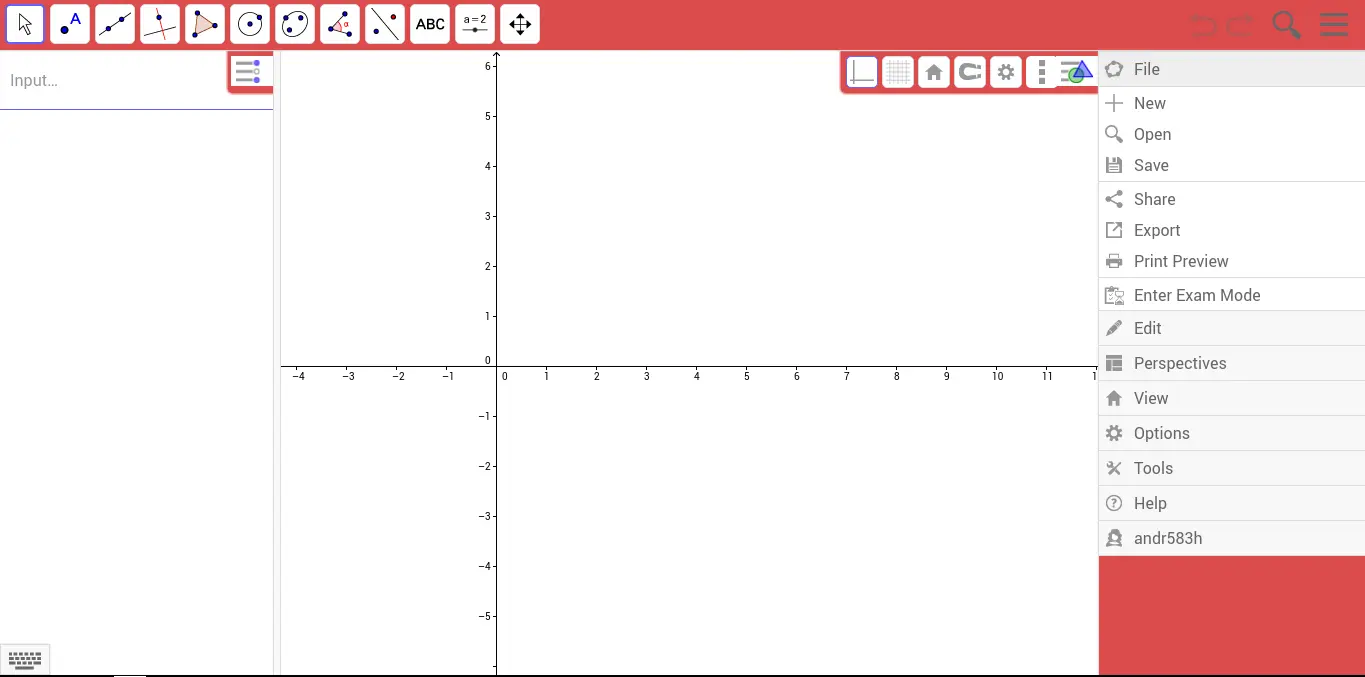 A
α
ABC
a=2
Input…
File
New
Open
Save
Share
Export
Print Preview
Enter Exam Mode
Edit
Perspectives
View
Options
Tools
Help
andr583h
6
5
4
3
2
1
0
−4 −3 −2 −1 0 1 2 3 4 5 6 7 8 9 10 11
−1
−2
−3
−4
−5